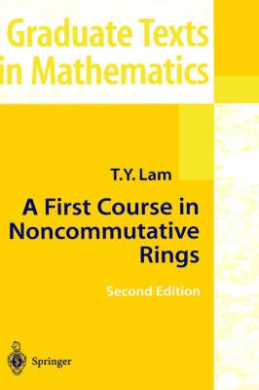 Graduate Texts
in Mathematics
T.Y. Lam
A First Course in
Noncommutative
Rings
Second Edition
Springer